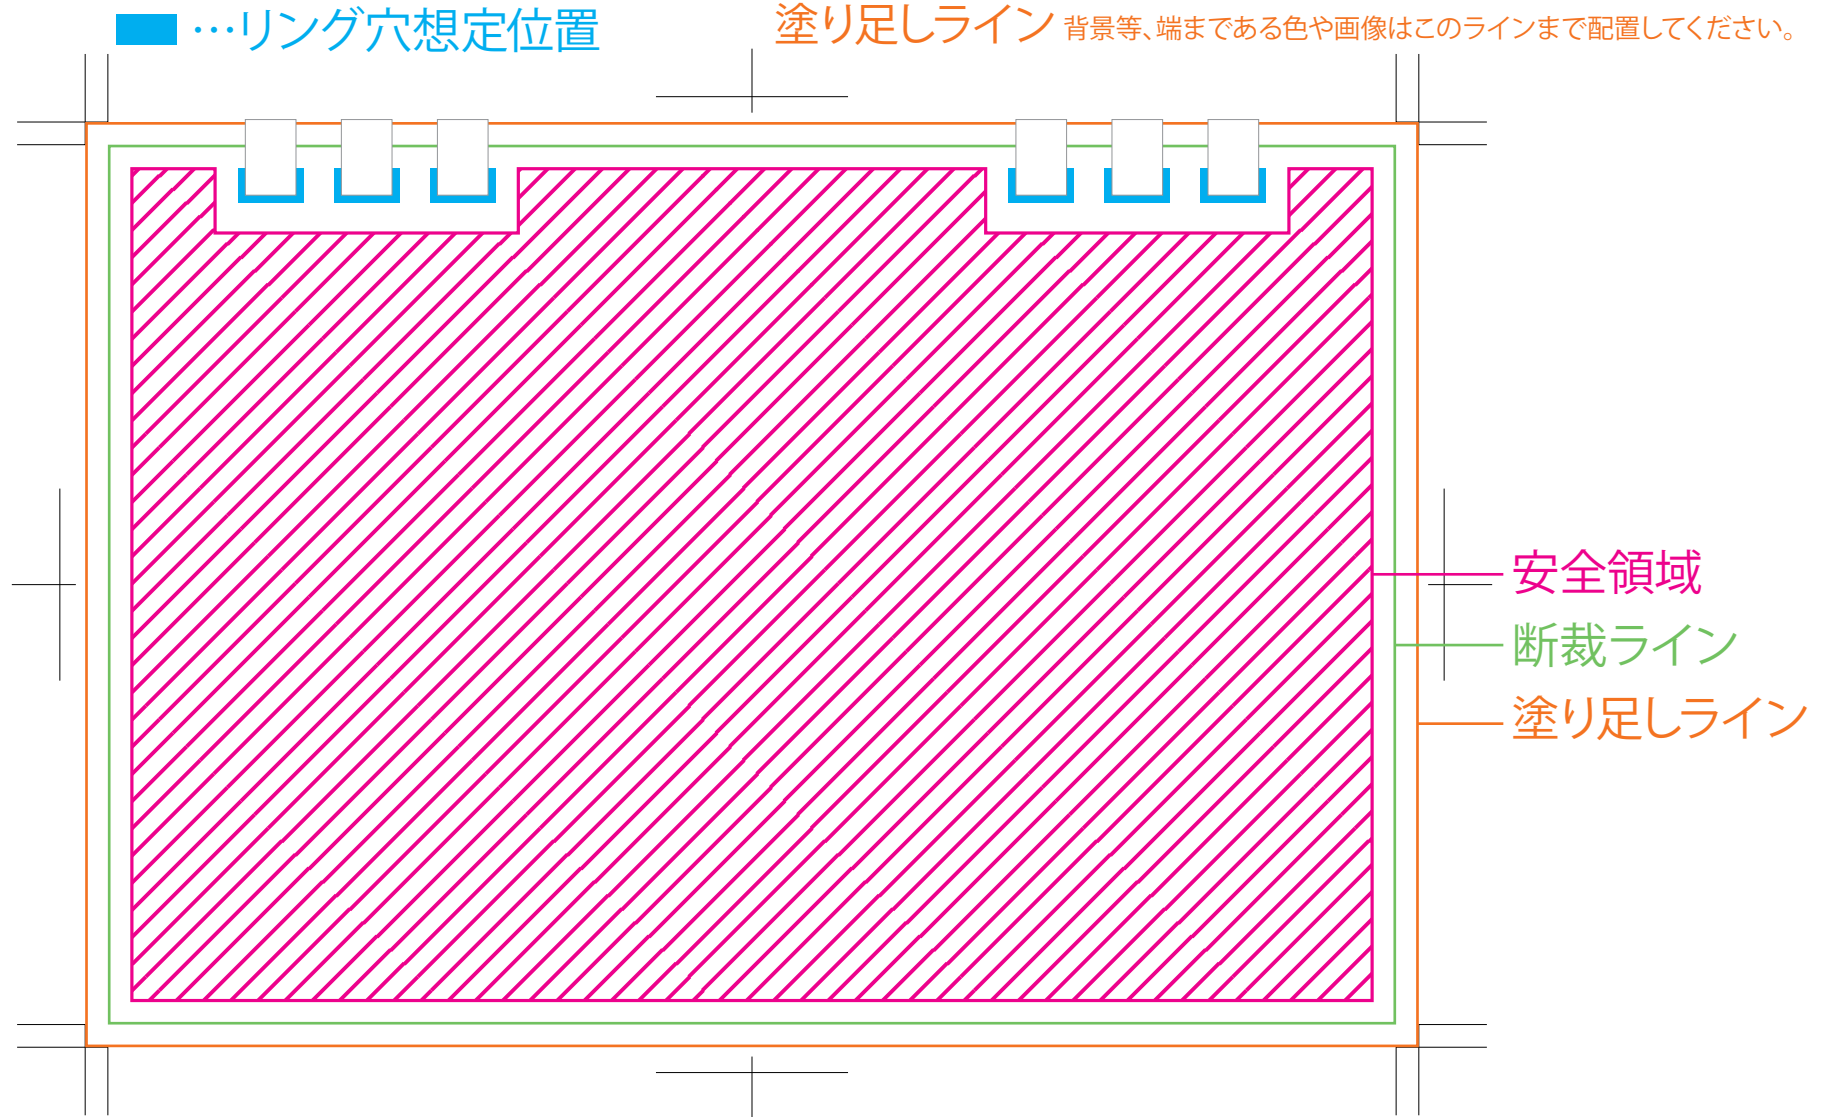 …リング穴想定位置
塗り足しライン 背景等、端まである色や画像はこのラインまで配置してください。
安全領域
断裁ライン
塗り足しライン